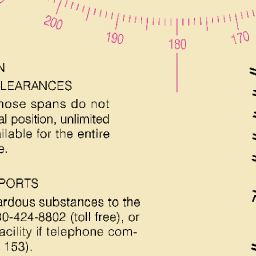 200
190
180
170
N
LEARANCES
hose spans do not
al position, unlimited
ilable for the entire
e.
PORTS
ardous substances to the
00-424-8802 (toll free), or
acility if telephone com-
153).